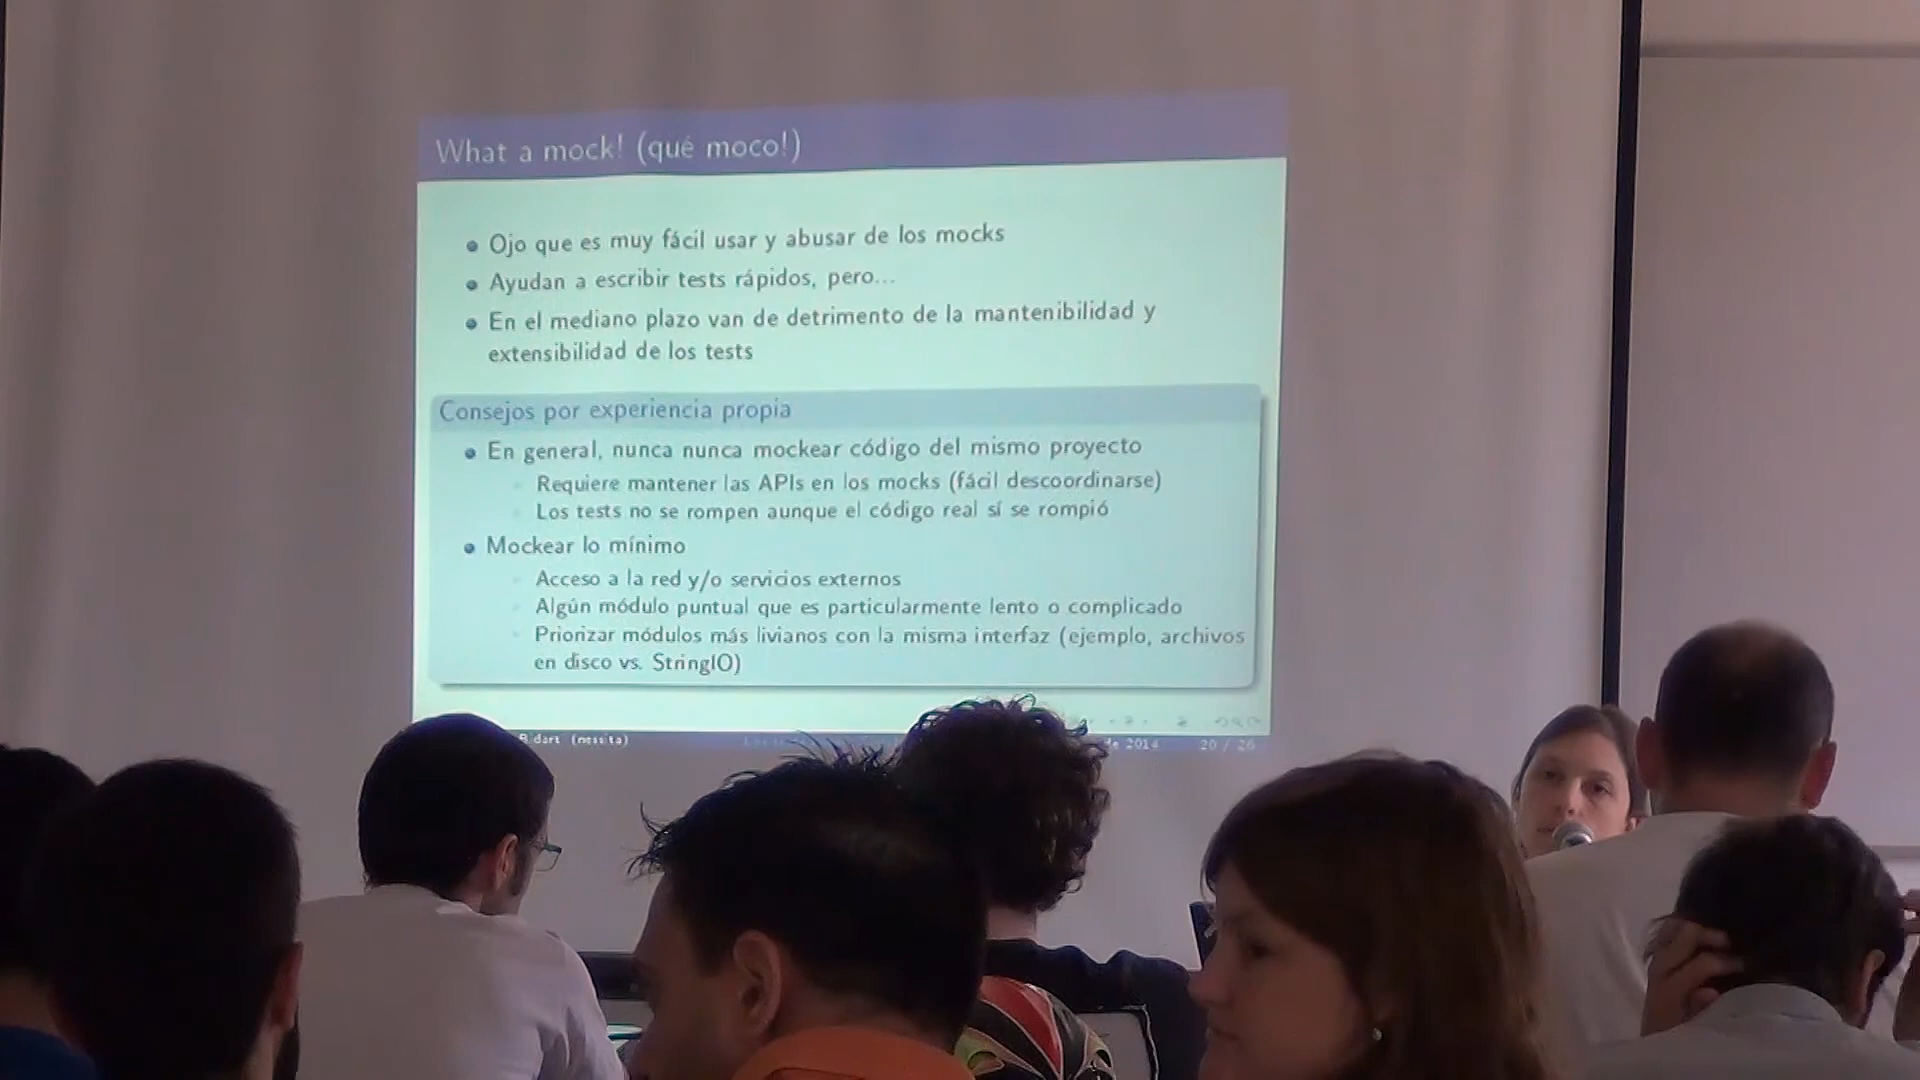 What a mock! (qué moco!)
Ojo que es muy fácil usar y abusar de los mocks
Ayudan a escribir tests rápidos, pero...
En el mediano plazo van de detrimento de la mantenibilidad y
extensibilidad de los tests
Consejos por experiencia propia
En general, nunca nunca mockear código del mismo proyecto
Requiere mantener las APIs en los mocks (fácil descoordinarse)
Los tests no se rompen aunque el código real sí se rompió
Mockear lo mínimo
Acceso a la red y/o servicios externos
Algún módulo puntual que es particularmente lento o complicado
Priorizar módulos más livianos con la misma interfaz (ejemplo, archivos
en disco vs. StringIO)
(nessita) de 2014 20 / 26